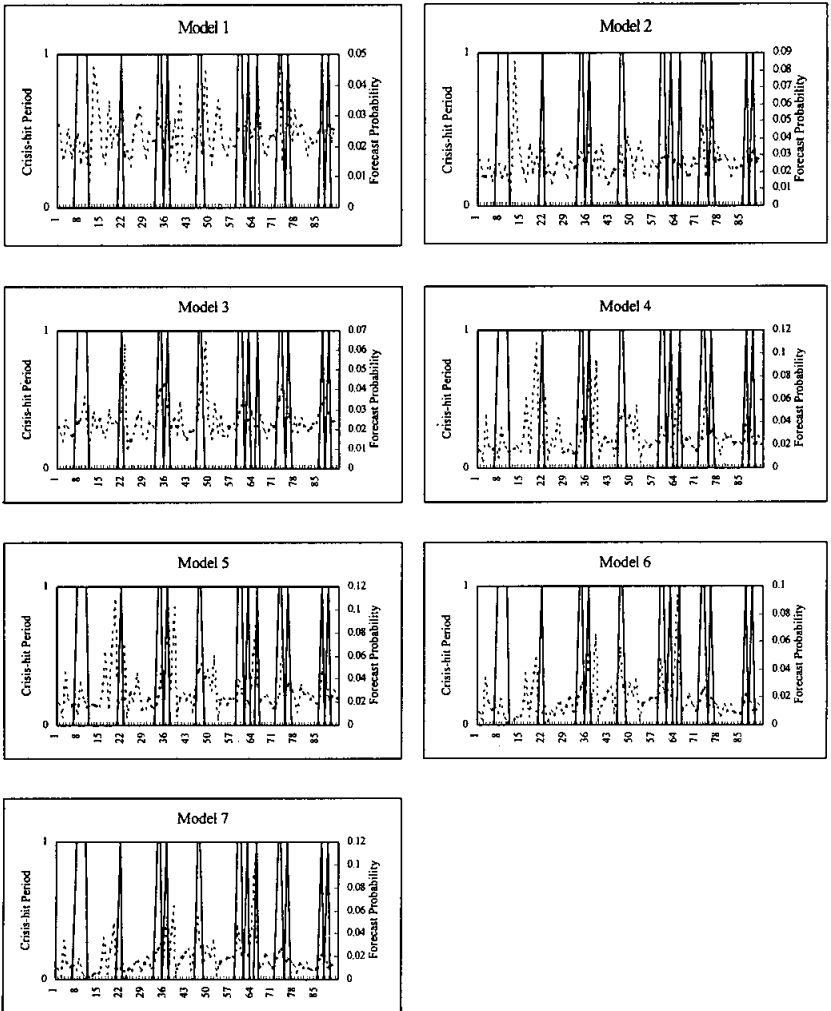 Model 1
Crisis-hit Period
Forecast Probability
1
0
0.05
0.04
0.03
0.02
0.01
0
1 8 15 22 29 36 43 50 57 64 71 78 85
Model 2
Crisis-hit Period
Forecast Probability
1
0
0.09
0.08
0.07
0.06
0.05
0.04
0.03
0.02
0.01
0
1 8 15 22 29 36 43 50 57 64 71 78 85
Model 3
Crisis-hit Period
Forecast Probability
1
0
0.07
0.06
0.05
0.04
0.03
0.02
0.01
0
1 8 15 22 29 36 43 50 57 64 71 78 85
Model 4
Crisis-hit Period
Forecast Probability
1
0
0.12
0.1
0.08
0.06
0.04
0.02
0
1 8 15 22 29 36 43 50 57 64 71 78 85
Model 5
Crisis-hit Period
Forecast Probability
1
0
0.12
0.1
0.08
0.06
0.04
0.02
0
1 8 15 22 29 36 43 50 57 64 71 78 85
Model 6
Crisis-hit Period
Forecast Probability
1
0
0.1
0.08
0.06
0.04
0.02
0
1 8 15 22 29 36 43 50 57 64 71 78 85
Model 7
Crisis-hit Period
Forecast Probability
1
0
0.12
0.1
0.08
0.06
0.04
0.02
0
1 8 15 22 29 36 43 50 57 64 71 78 85